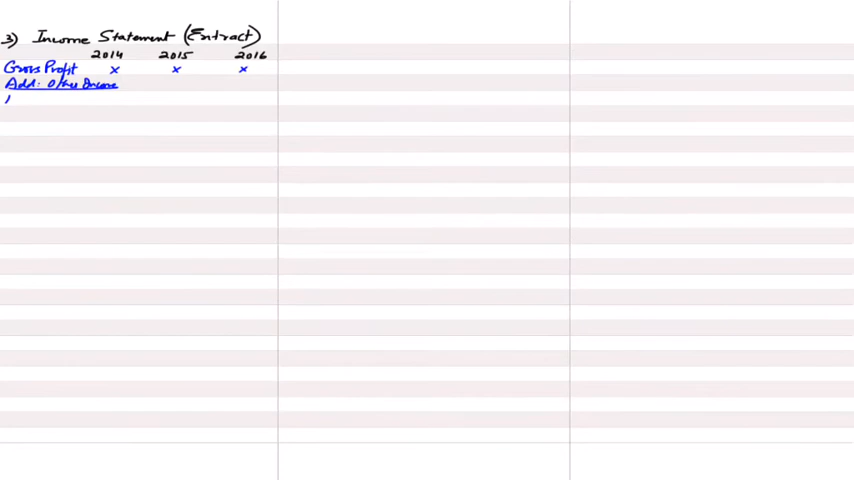 3) Income Statement (Extract)
2014 2015 2016
Gross Profit x x x
Add: Other Income